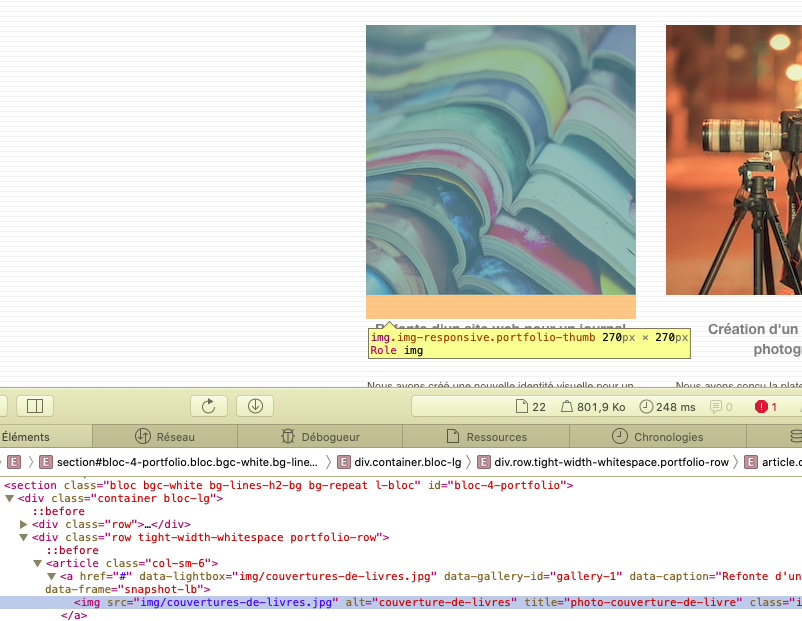 Refonte d'un site web pour un journal
Création d'un
photog
img.img-responsive.portfolio-thumb 270px × 270px
Role img
Nous avons créé une nouvelle identité visuelle pour un
Nous avons conçu la plate
22
801,9 Ko
248 ms
0
1
Éléments
Réseau
Débogueur
Ressources
Chronologies
E
E section#bloc-4-portfolio.bloc.bgc-white.bg-line...
E div.container.bloc-lg
E div.row.tight-width-whitespace.portfolio-row
E article.c
<section class="bloc bgc-white bg-lines-h2-bg bg-repeat l-bloc" id="bloc-4-portfolio">
<div class="container bloc-lg">
::before
<div class="row">…</div>
<div class="row tight-width-whitespace portfolio-row">
::before
<article class="col-sm-6">
<a href="#" data-lightbox="img/couvertures-de-livres.jpg" data-gallery-id="gallery-1" data-caption="Refonte d'un
data-frame="snapshot-lb">
<img src="img/couvertures-de-livres.jpg" alt="couverture-de-livres" title="photo-couverture-de-livre" class="i
</a>